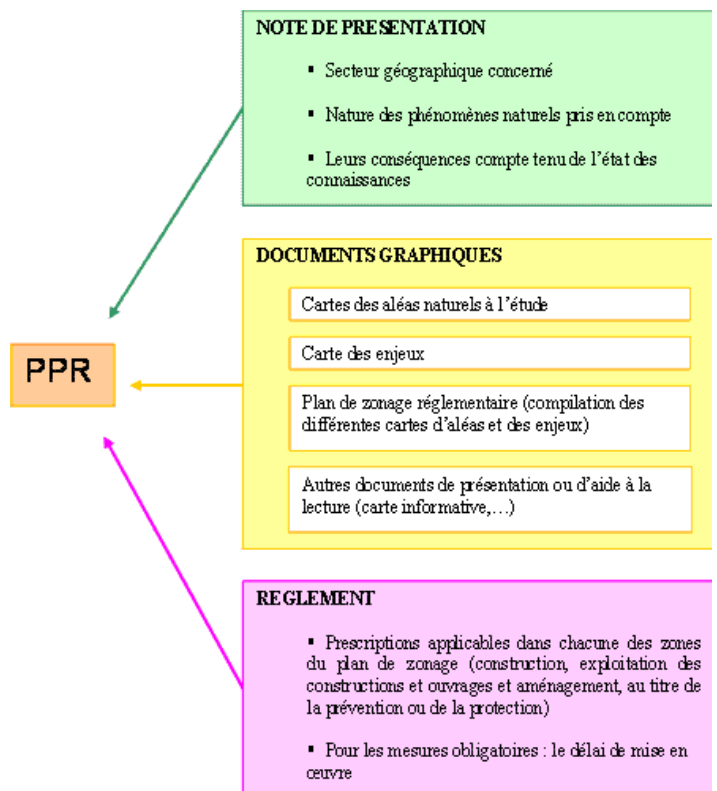 NOTE DE PRESENTATION
▪ Secteur géographique concerné
▪ Nature des phénomènes naturels pris en compte
▪ Leurs conséquences compte tenu de l'état des
connaissances
DOCUMENTS GRAPHIQUES
Cartes des aléas naturels à l'étude
Carte des enjeux
Plan de zonage réglementaire (compilation des
différentes cartes d'aléas et des enjeux)
Autres documents de présentation ou d'aide à la
lecture (carte informative,…)
PPR
REGLEMENT
▪ Prescriptions applicables dans chacune des zones
du plan de zonage (construction, exploitation des
constructions et ouvrages et aménagement, au titre de
la prévention ou de la protection)
▪ Pour les mesures obligatoires : le délai de mise en
œuvre